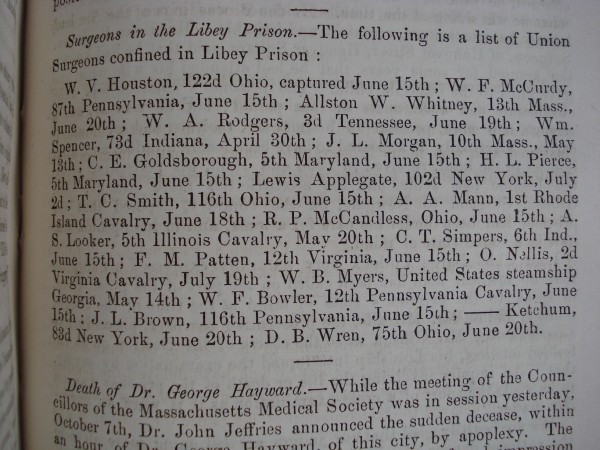 Surgeons in the Libey Prison.—The following is a list of Union
Surgeons confined in Libey Prison :
W. V. Houston, 122d Ohio, captured June 15th ; W. F. McCurdy,
87th Pennsylvania, June 15th ; Allston W. Whitney, 13th Mass.,
June 20th ; W. A. Rodgers, 3d Tennessee, June 19th ; Wm.
Spencer, 73d Indiana, April 30th ; J. L. Morgan, 10th Mass., May
13th ; C. E. Goldsborough, 5th Maryland, June 15th ; H. L. Pierce,
5th Maryland, June 15th ; Lewis Applegate, 102d New York, July
2d ; T. C. Smith, 116th Ohio, June 15th ; A. A. Mann, 1st Rhode
Island Cavalry, June 18th ; R. P. McCandless, Ohio, June 15th ; A.
S. Looker, 5th Illinois Cavalry, May 20th ; C. T. Simpers, 6th Ind.,
June 15th ; F. M. Patten, 12th Virginia, June 15th ; O. Nellis, 2d
Virginia Cavalry, July 19th ; W. B. Myers, United States steamship
Georgia, May 14th ; W. F. Bowler, 12th Pennsylvania Cavalry, June
15th ; J. L. Brown, 116th Pennsylvania, June 15th ; —— Ketchum,
83d New York, June 20th ; D. B. Wren, 75th Ohio, June 20th.
Death of Dr. George Hayward.—While the meeting of the Coun-
cillors of the Massachusetts Medical Society was in session yesterday,
October 7th, Dr. John Jeffries announced the sudden decease, within
an hour, of Dr. George Hayward, of this city, by apoplexy. The
impression